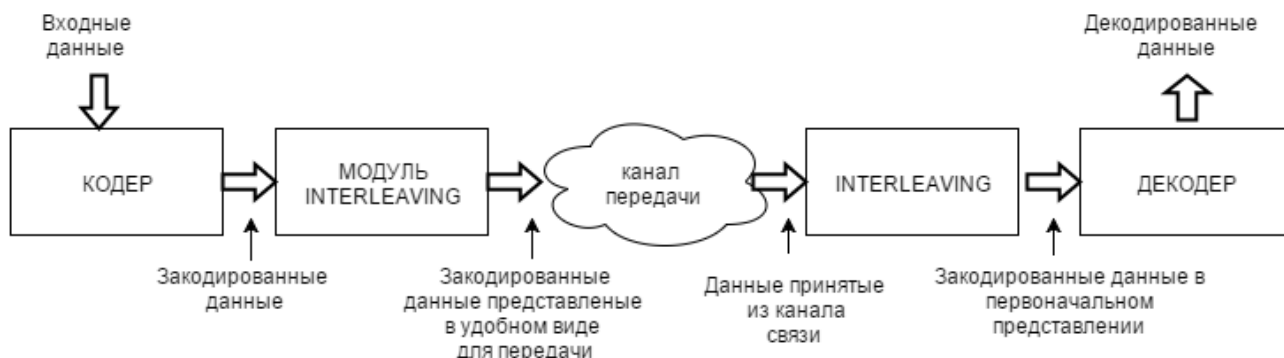 Входные
данные
Декодированные
данные
КОДЕР
МОДУЛЬ
INTERLEAVING
канал
передачи
INTERLEAVING
ДЕКОДЕР
Закодированные
данные
Закодированные
данные представленые
в удобном виде
для передачи
Данные принятые
из канала
связи
Закодированные данные в
первоначальном
представлении